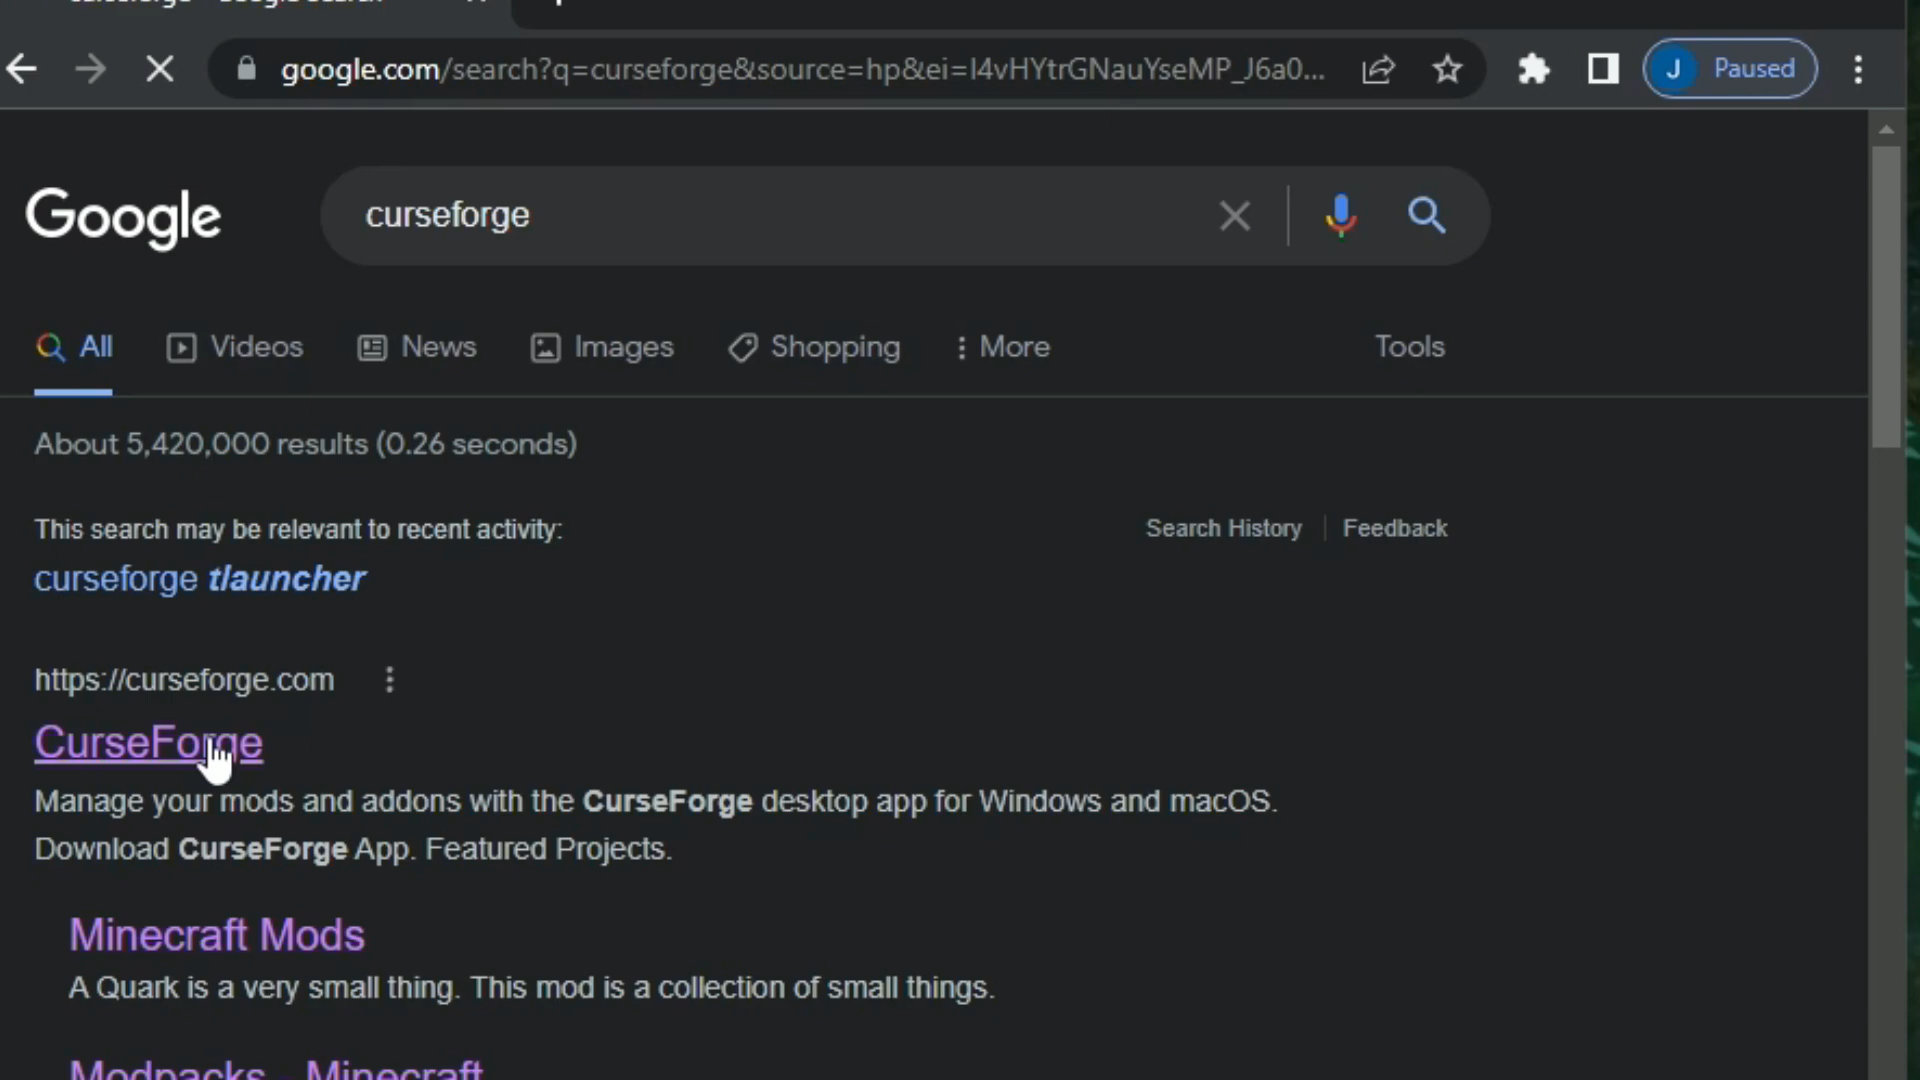 google.com/search?q=curseforge&source=hp&ei=I4vHYtrGNauYseMP_J6a0...
J Paused
Google
curseforge
All Videos News Images Shopping More Tools
About 5,420,000 results (0.26 seconds)
This search may be relevant to recent activity:
Search History Feedback
curseforge tlauncher
https://curseforge.com
CurseForge
Manage your mods and addons with the CurseForge desktop app for Windows and macOS.
Download CurseForge App. Featured Projects.
Minecraft Mods
A Quark is a very small thing. This mod is a collection of small things.
Modpacks - Minecraft